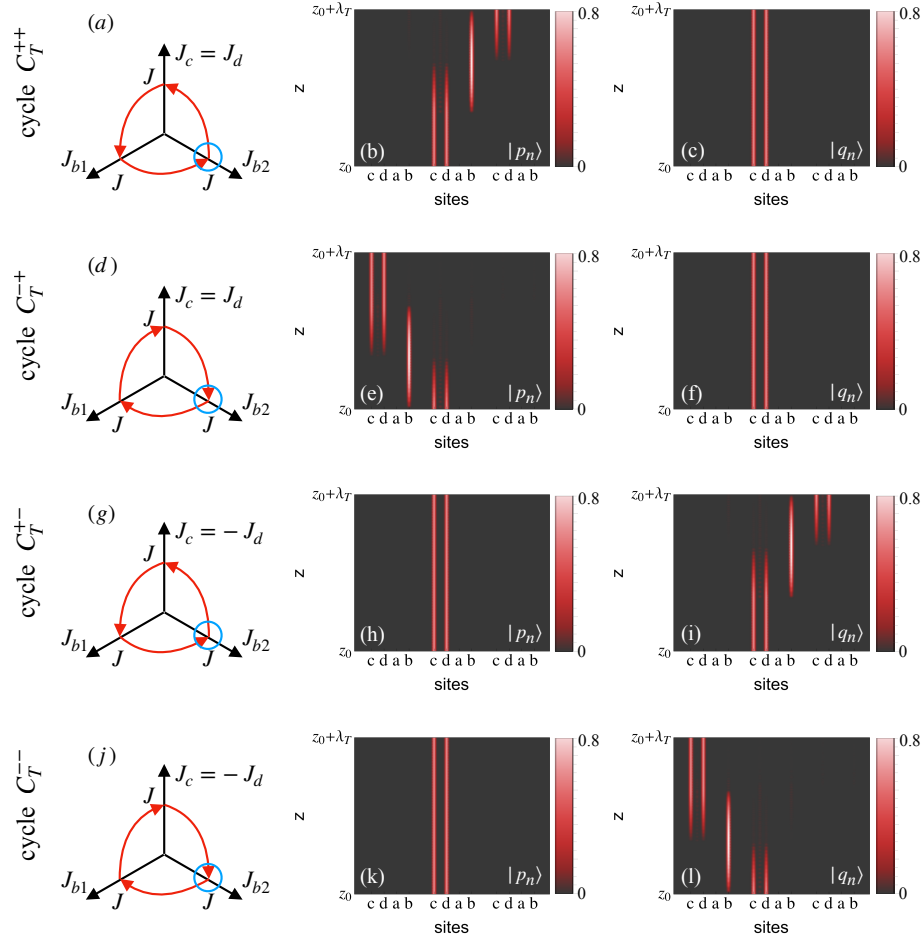 cycle C_T^{++}
(a)
J_c = J_d
J
J_{b1}
J
J
J_{b2}
z
z_0+λ_T
z_0
(b)
|p_n⟩
c d a b c d a b c d a b
sites
0.8
0
(c)
|q_n⟩
c d a b c d a b c d a b
sites
0.8
0
cycle C_T^{-+}
(d)
J_c = J_d
J
J_{b1}
J
J
J_{b2}
z
z_0+λ_T
z_0
(e)
|p_n⟩
c d a b c d a b c d a b
sites
0.8
0
z_0+λ_T
z
z_0
(f)
|q_n⟩
c d a b c d a b c d a b
sites
0.8
0
cycle C_T^{+-}
(g)
J_c = - J_d
J
J_{b1}
J
J
J_{b2}
z
z_0+λ_T
z_0
(h)
|p_n⟩
c d a b c d a b c d a b
sites
0.8
0
z_0+λ_T
z
z_0
(i)
|q_n⟩
c d a b c d a b c d a b
sites
0.8
0
cycle C_T^{--}
(j)
J_c = - J_d
J
J_{b1}
J
J
J_{b2}
z
z_0+λ_T
z_0
(k)
|p_n⟩
c d a b c d a b c d a b
sites
0.8
0
z_0+λ_T
z
z_0
(l)
|q_n⟩
c d a b c d a b c d a b
sites
0.8
0